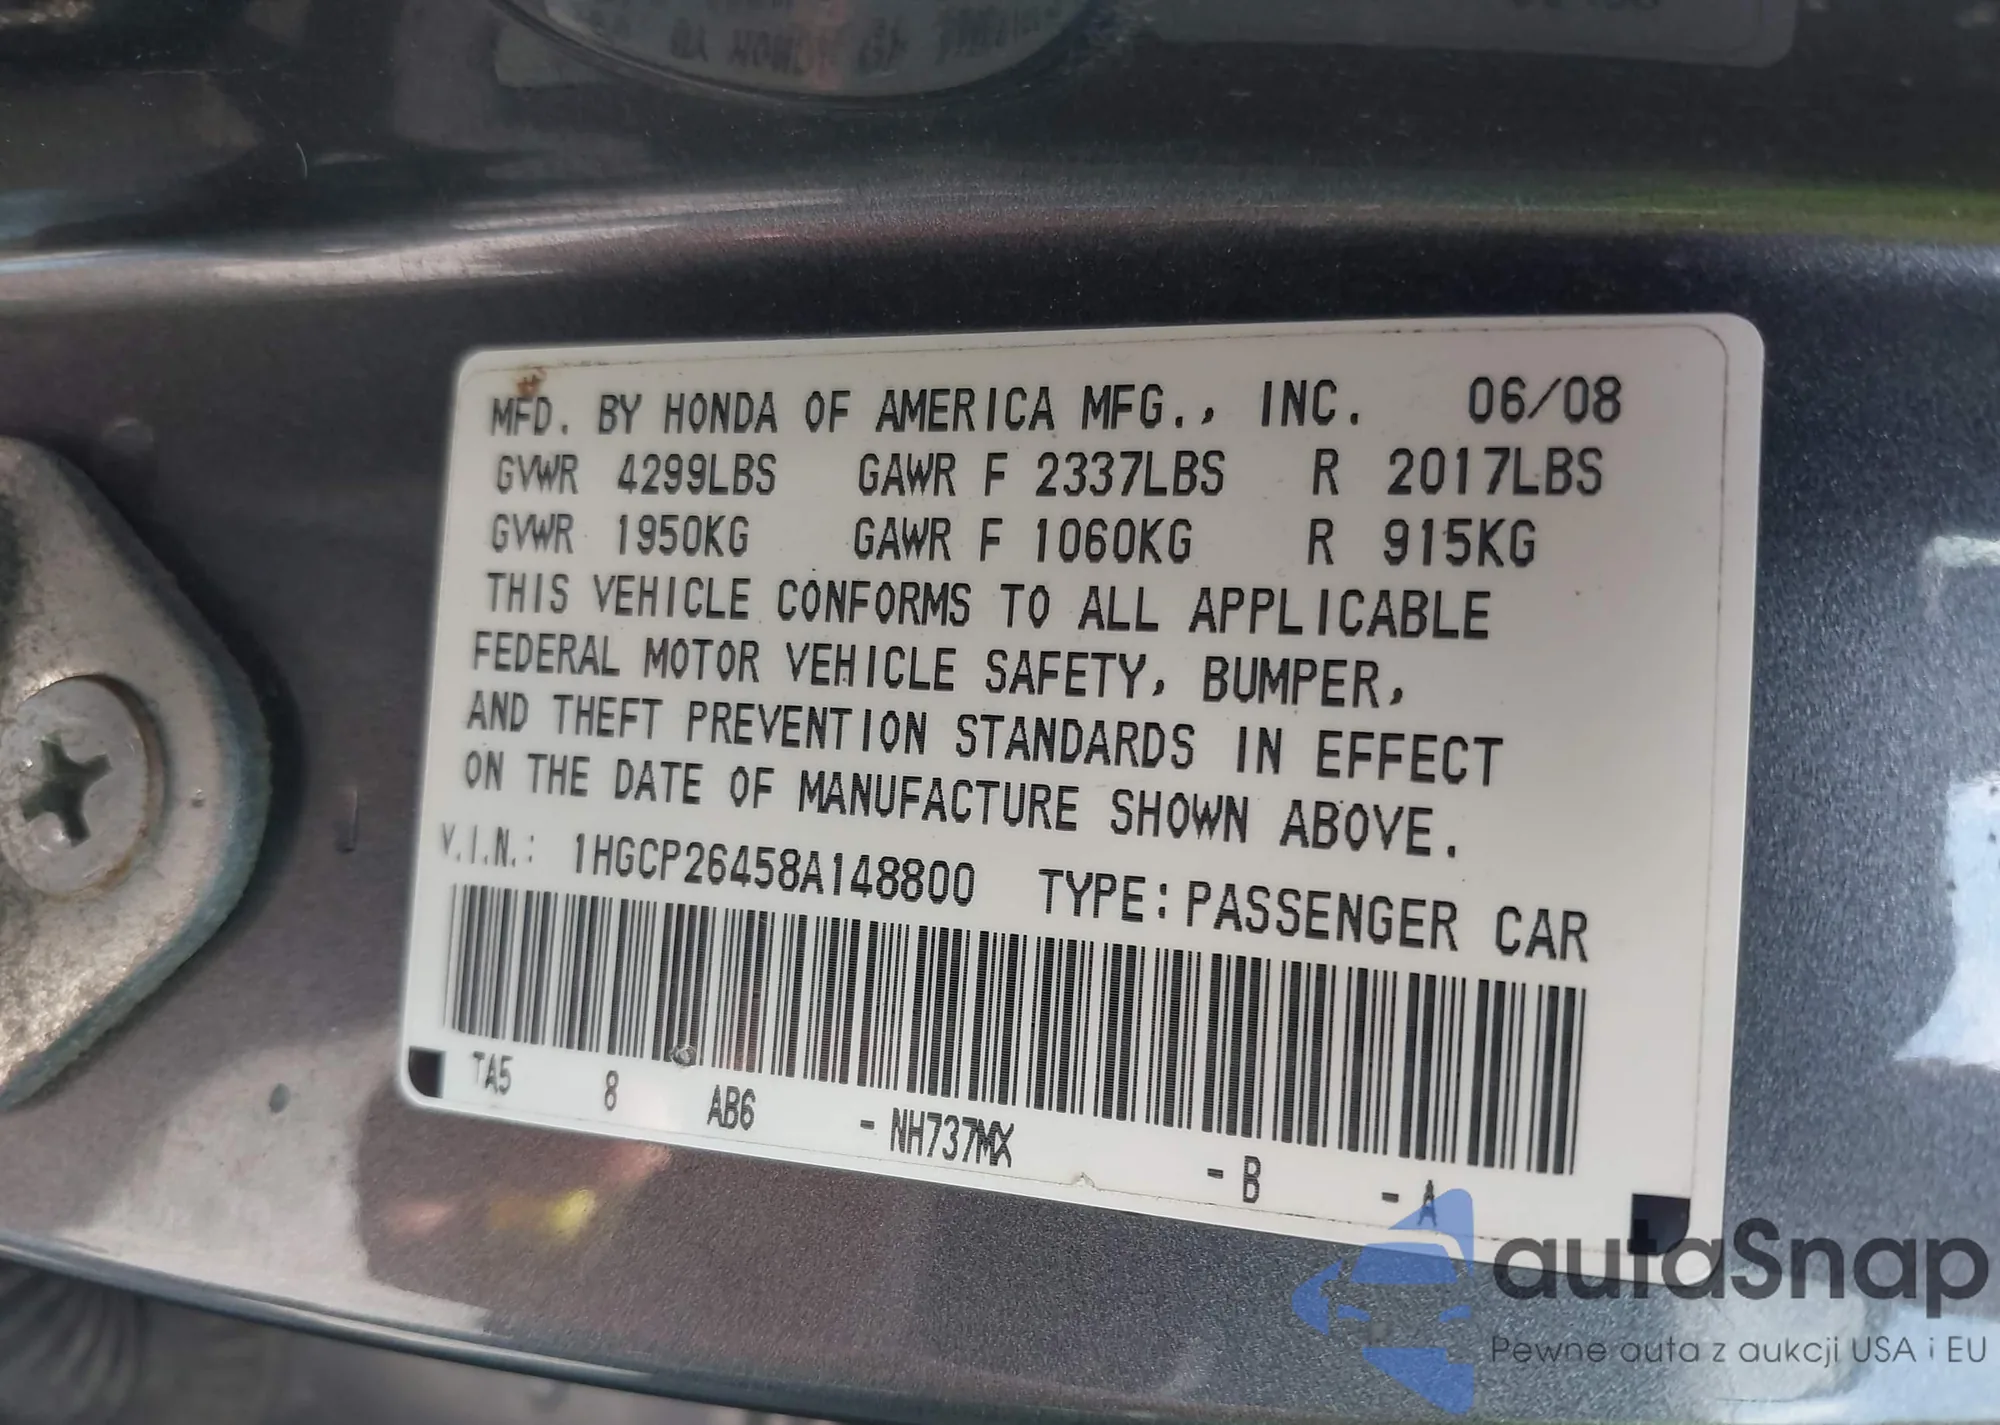 MFD. BY HONDA OF AMERICA MFG., INC. 06/08
GVWR 4299LBS GAWR F 2337LBS R 2017LBS
GVWR 1950KG GAWR F 1060KG R 915KG
THIS VEHICLE CONFORMS TO ALL APPLICABLE
FEDERAL MOTOR VEHICLE SAFETY, BUMPER,
AND THEFT PREVENTION STANDARDS IN EFFECT
ON THE DATE OF MANUFACTURE SHOWN ABOVE.
V.I.N.: 1HGCP26458A148800 TYPE: PASSENGER CAR
TA5 8 AB6 -NH737MX -B -A
autaSnap
Pewne auta z aukcji USA i EU